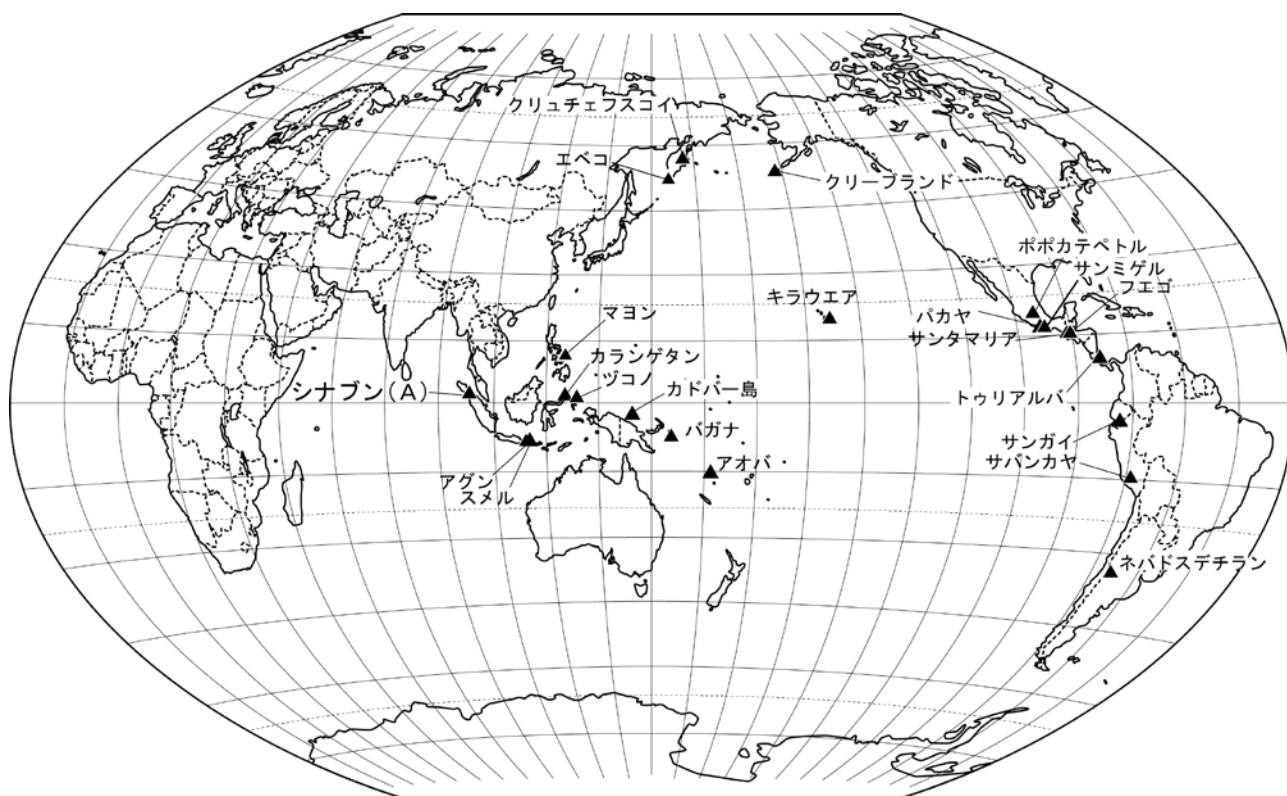 クリュチェフスコイ
エベコ
クリーブランド
ポポカテペトル
サンミゲル
フエゴ
キラウエア
パカヤ
サンタマリア
マヨン
カランゲタン
ヅコノ
シナブン(A)
カドバー島
トゥリアルバ
バガナ
サンガイ
アオバ
サバンカヤ
アグン
スメル
ネバドスデチラン